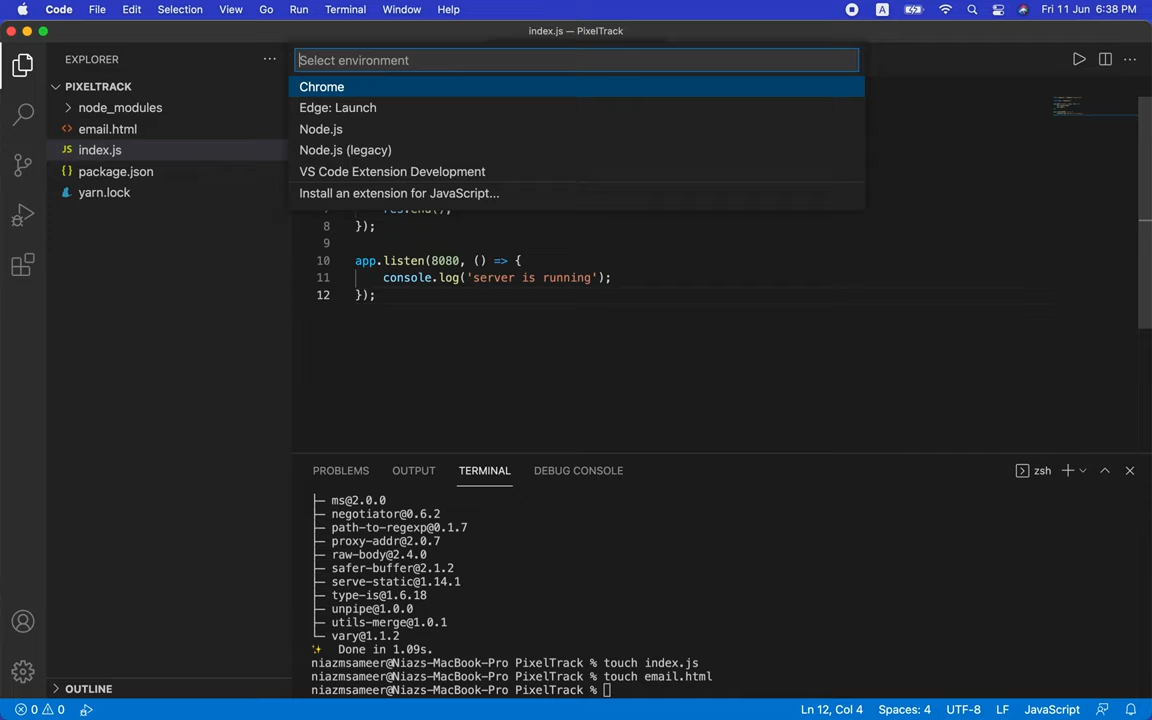 Code File Edit Selection View Go Run Terminal Window Help A Fri 11 Jun 6:38 PM
index.js — PixelTrack
EXPLORER
PIXELTRACK
node_modules
<> email.html
JS index.js
{} package.json
yarn.lock
OUTLINE
Select environment
Chrome
Edge: Launch
Node.js
Node.js (legacy)
VS Code Extension Development
Install an extension for JavaScript...
8 });
9
10 app.listen(8080, () => {
11 console.log('server is running');
12 });
PROBLEMS OUTPUT TERMINAL DEBUG CONSOLE zsh
├─ ms@2.0.0
├─ negotiator@0.6.2
├─ path-to-regexp@0.1.7
├─ proxy-addr@2.0.7
├─ raw-body@2.4.0
├─ safer-buffer@2.1.2
├─ serve-static@1.14.1
├─ type-is@1.6.18
├─ unpipe@1.0.0
├─ utils-merge@1.0.1
└─ vary@1.1.2
✨ Done in 1.09s.
niazmsameer@Niazs-MacBook-Pro PixelTrack % touch index.js
niazmsameer@Niazs-MacBook-Pro PixelTrack % touch email.html
niazmsameer@Niazs-MacBook-Pro PixelTrack %
0 0 Ln 12, Col 4 Spaces: 4 UTF-8 LF JavaScript